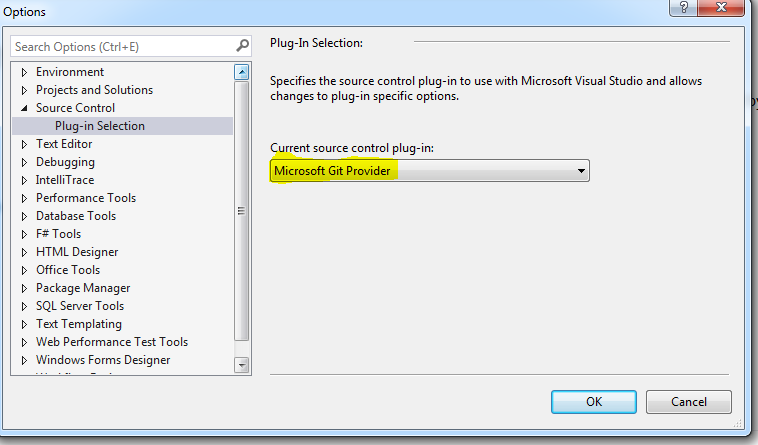 Options
?
X
Search Options (Ctrl+E)
Environment
Projects and Solutions
Source Control
Plug-in Selection
Text Editor
Debugging
IntelliTrace
Performance Tools
Database Tools
F# Tools
HTML Designer
Office Tools
Package Manager
SQL Server Tools
Text Templating
Web Performance Test Tools
Windows Forms Designer
Plug-In Selection:
Specifies the source control plug-in to use with Microsoft Visual Studio and allows
changes to plug-in specific options.
Current source control plug-in:
Microsoft Git Provider
OK
Cancel